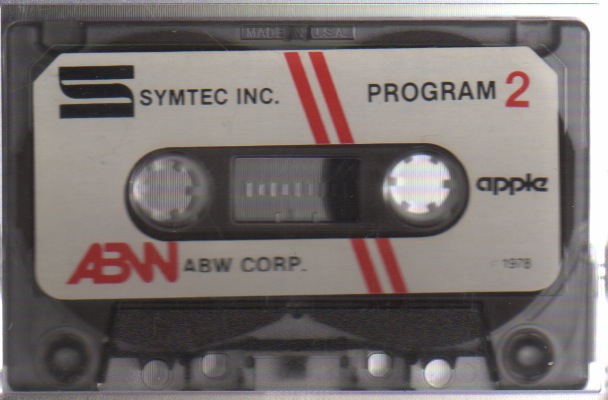 MADE IN U.S.A.
SYMTEC INC.
PROGRAM 2
apple
ABW ABW CORP.
© 1978